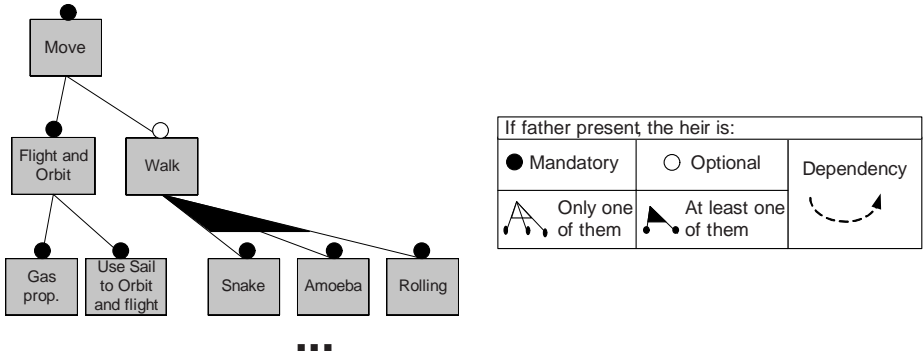 Move
Flight and
Orbit
Walk
Gas
prop.
Use Sail
to Orbit
and flight
Snake
Amoeba
Rolling
...
If father present, the heir is:
Mandatory
Optional
Dependency
Only one
of them
At least one
of them